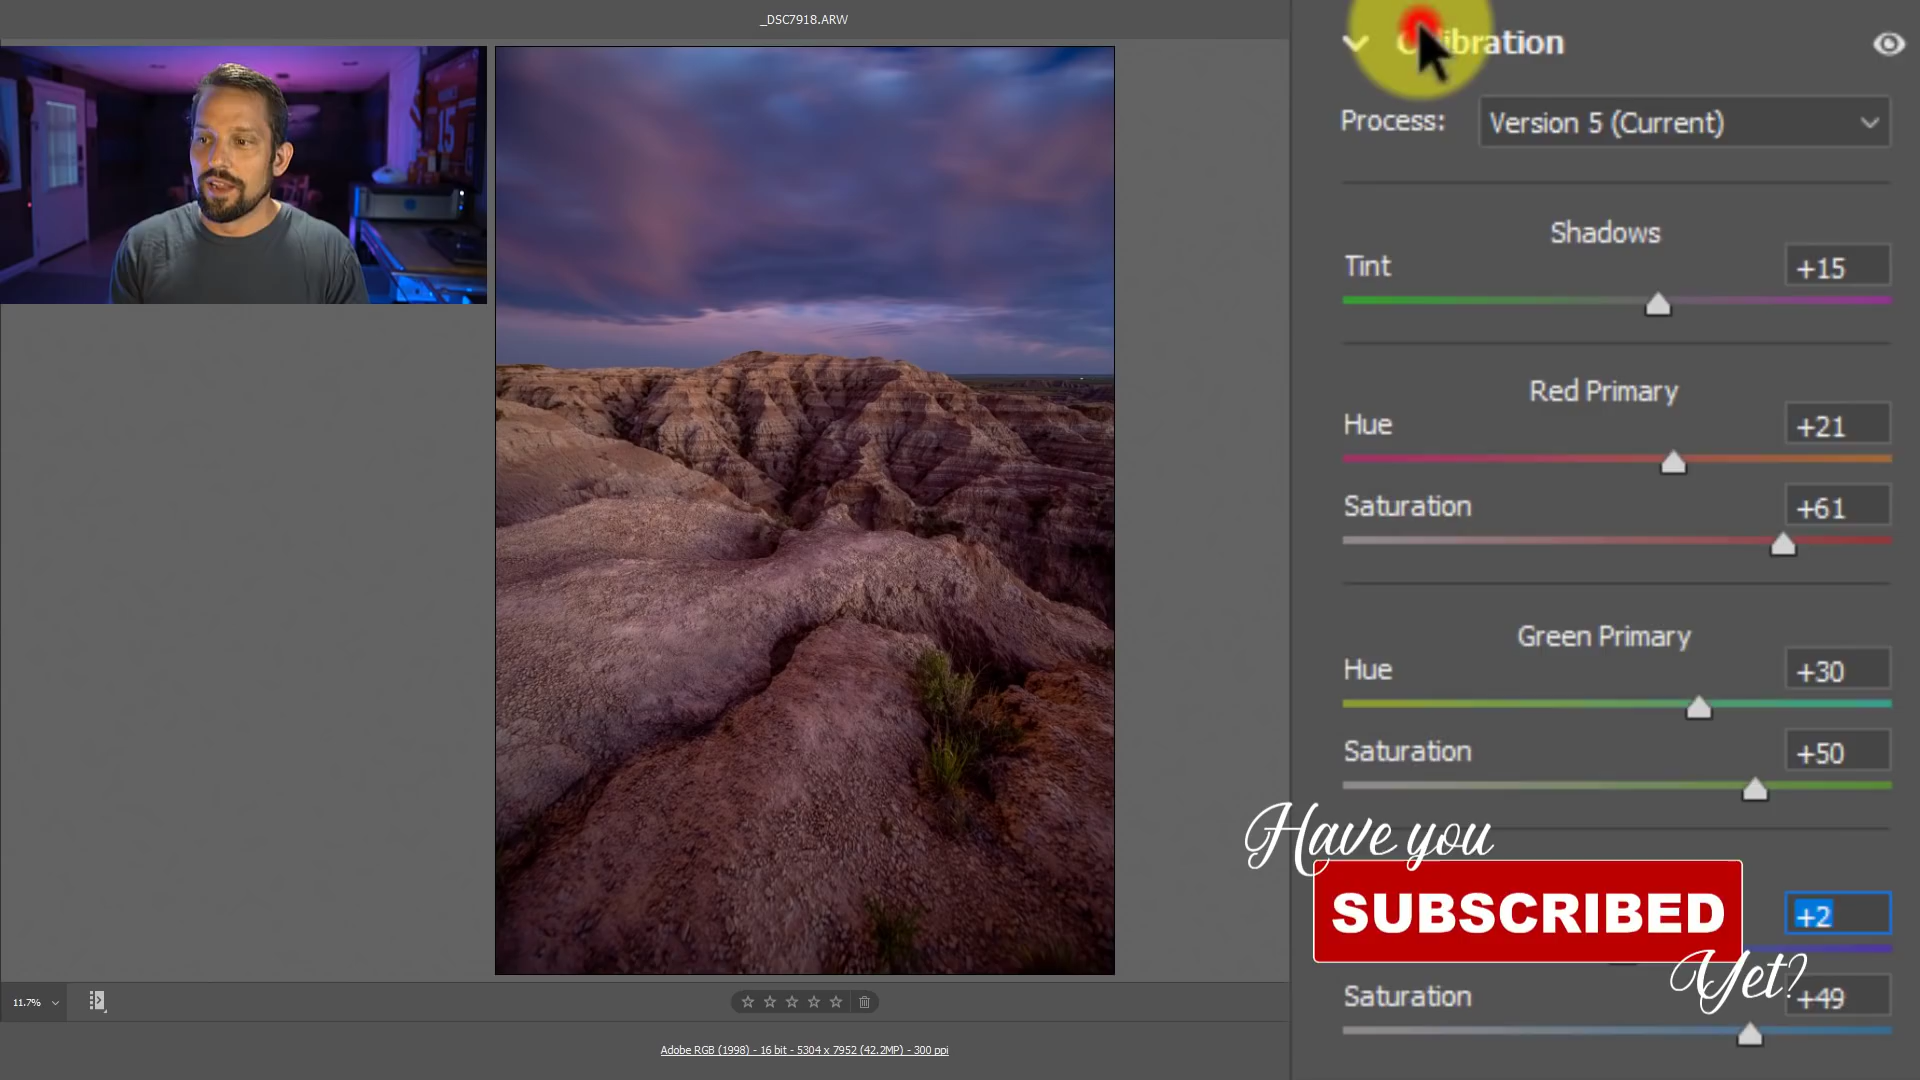 _DSC7918.ARW
Calibration
Process: Version 5 (Current)
Shadows
Tint +15
Red Primary
Hue +21
Saturation +61
Green Primary
Hue +30
Saturation +50
Have you
SUBSCRIBED
Yet?
+2
Saturation +49
11.7%
Adobe RGB (1998) - 16 bit - 5304 x 7952 (42.2MP) - 300 ppi